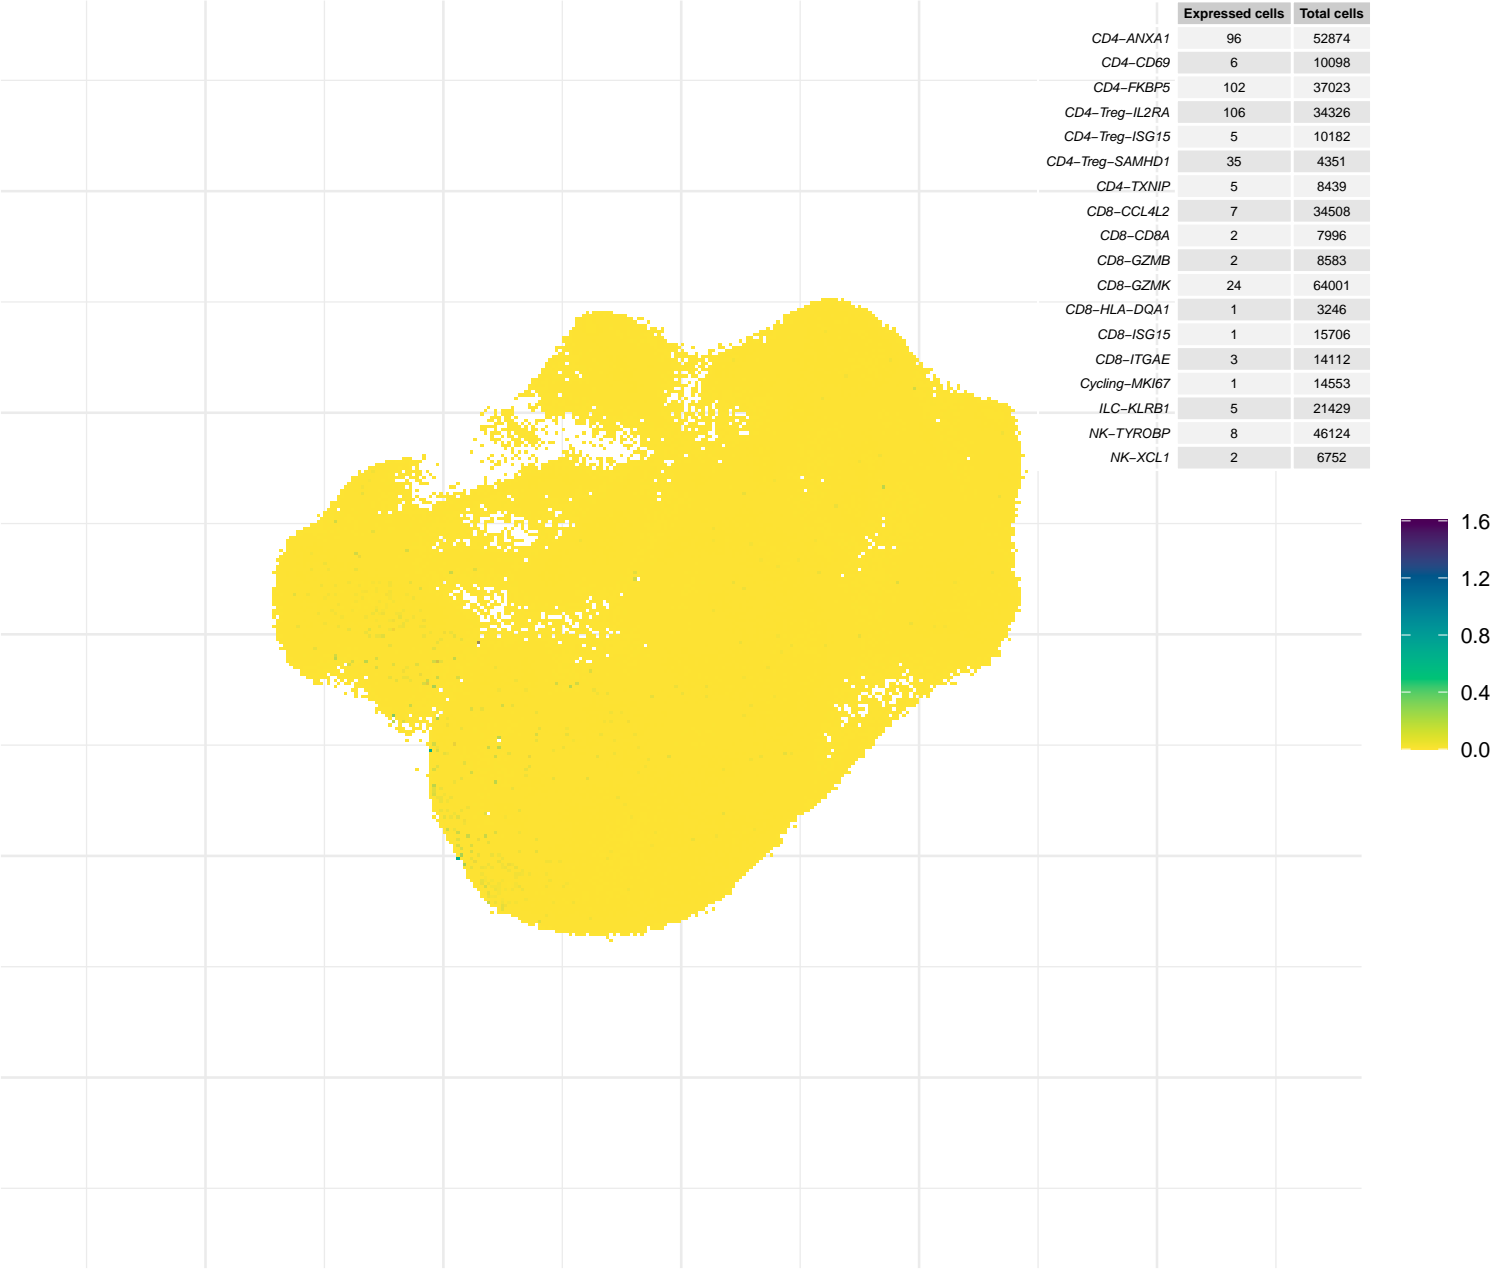 Expressed cells Total cells
CD4−ANXA1 96 52874
CD4−CD69 6 10098
CD4−FKBP5 102 37023
CD4−Treg−IL2RA 106 34326
CD4−Treg−ISG15 5 10182
CD4−Treg−SAMHD1 35 4351
CD4−TXNIP 5 8439
CD8−CCL4L2 7 34508
CD8−CD8A 2 7996
CD8−GZMB 2 8583
CD8−GZMK 24 64001
CD8−HLA−DQA1 1 3246
CD8−ISG15 1 15706
CD8−ITGAE 3 14112
Cycling−MKI67 1 14553
ILC−KLRB1 5 21429
NK−TYROBP 8 46124
NK−XCL1 2 6752
1.6
1.2
0.8
0.4
0.0